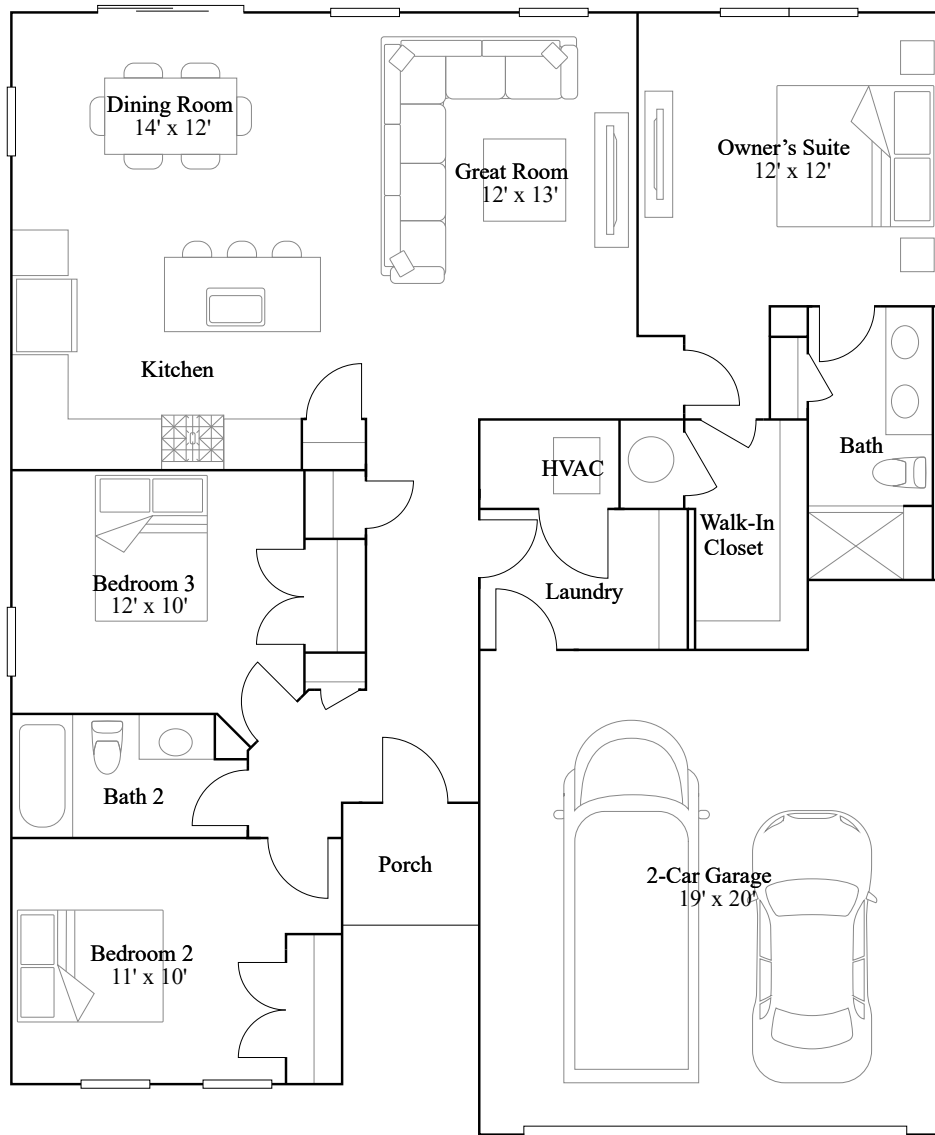 Dining Room
14' x 12'
Great Room
12' x 13'
Owner’s Suite
12' x 12'
Kitchen
HVAC
Bath
Walk-In
Closet
Bedroom 3
12' x 10'
Laundry
Bath 2
Porch
2-Car Garage
19' x 20'
Bedroom 2
11' x 10'